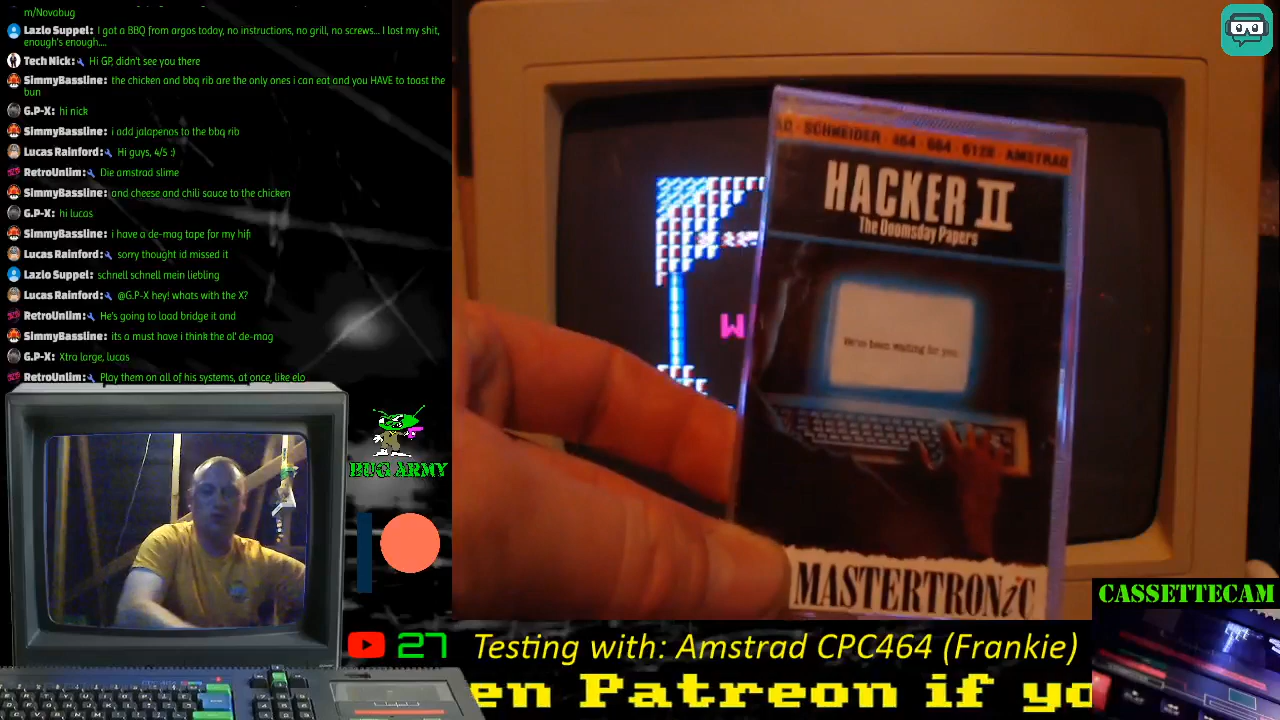 m/Novabug
Lazlo Suppel: I got a BBQ from argos today, no instructions, no grill, no screws... I lost my shit,
enough's enough....
Tech Nick: Hi GP, didn't see you there
SimmyBassline: the chicken and bbq rib are the only ones i can eat and you HAVE to toast the
bun
G.P-X: hi nick
SimmyBassline: i add jalapenos to the bbq rib
Lucas Rainford: Hi guys, 4/5 :)
RetroUnlim: Die amstrad slime
SimmyBassline: and cheese and chili sauce to the chicken
G.P-X: hi lucas
SimmyBassline: i have a de-mag tape for my hifi
Lucas Rainford: sorry thought id missed it
Lazlo Suppel: schnell schnell mein liebling
Lucas Rainford: @G.P-X hey! whats with the X?
RetroUnlim: He's going to load bridge it and
SimmyBassline: its a must have i think the ol' de-mag
G.P-X: Xtra large, lucas
RetroUnlim: Play them on all of his systems, at once, like elo
BUG ARMY
27
AD · SCHNEIDER · 464 · 664 · 6128 · AMSTRAD
HACKER II
The Doomsday Papers
We've been waiting for you.
MASTERTRONiC
W
CASSETTECAM
Testing with: Amstrad CPC464 (Frankie)
en Patreon if yo